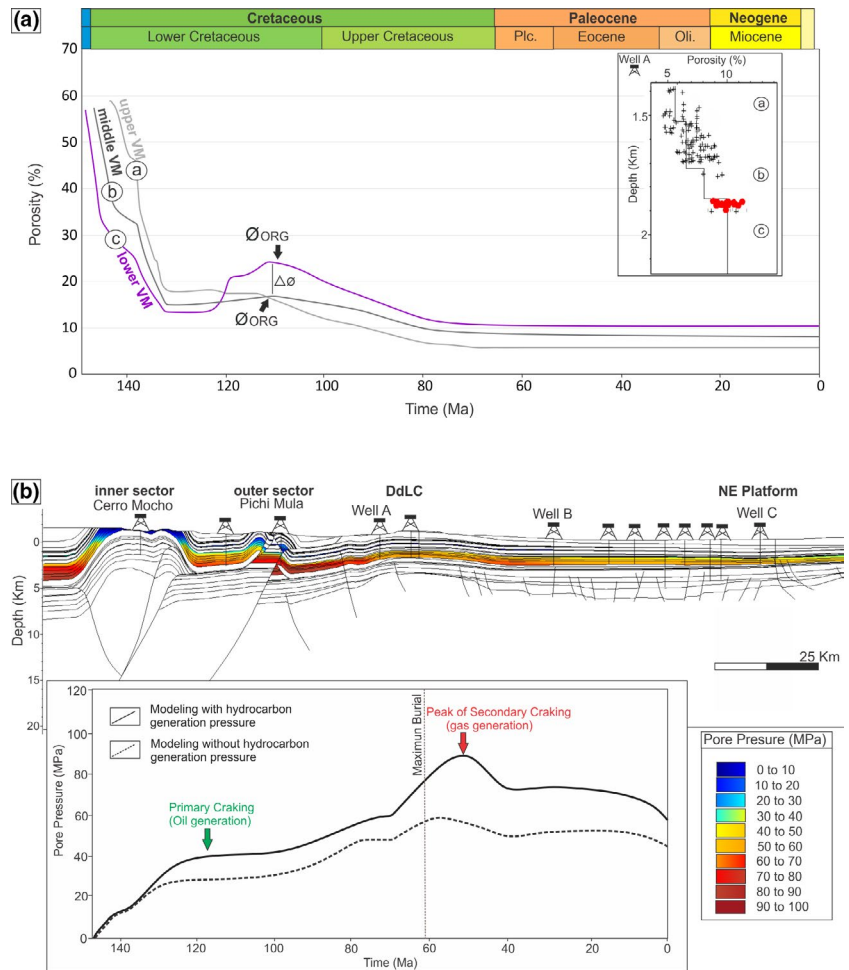 (a)
Cretaceous Paleocene Neogene
Lower Cretaceous Upper Cretaceous Plc. Eocene Oli. Miocene
70
60
50
40
30
20
10
0
Porosity (%)
upper VM
middle VM
lower VM
a
b
c
ØORG
Δø
ØORG
140 120 100 80 60 40 20 0
Time (Ma)
Well A
Porosity (%)
5 10
1.5
2
Depth (Km)
a
b
c
(b)
inner sector outer sector DdLC NE Platform
Cerro Mocho Pichi Mula Well A Well B Well C
0
5
10
15
20
Depth (Km)
25 Km
120
100
80
60
40
20
0
Pore Pressure (MPa)
Modeling with hydrocarbon
generation pressure
Modeling without hydrocarbon
generation pressure
Primary Craking
(Oil generation)
Maximun Burial
Peak of Secondary Craking
(gas generation)
140 120 100 80 60 40 20 0
Time (Ma)
Pore Presure (MPa)
0 to 10
10 to 20
20 to 30
30 to 40
40 to 50
50 to 60
60 to 70
70 to 80
80 to 90
90 to 100